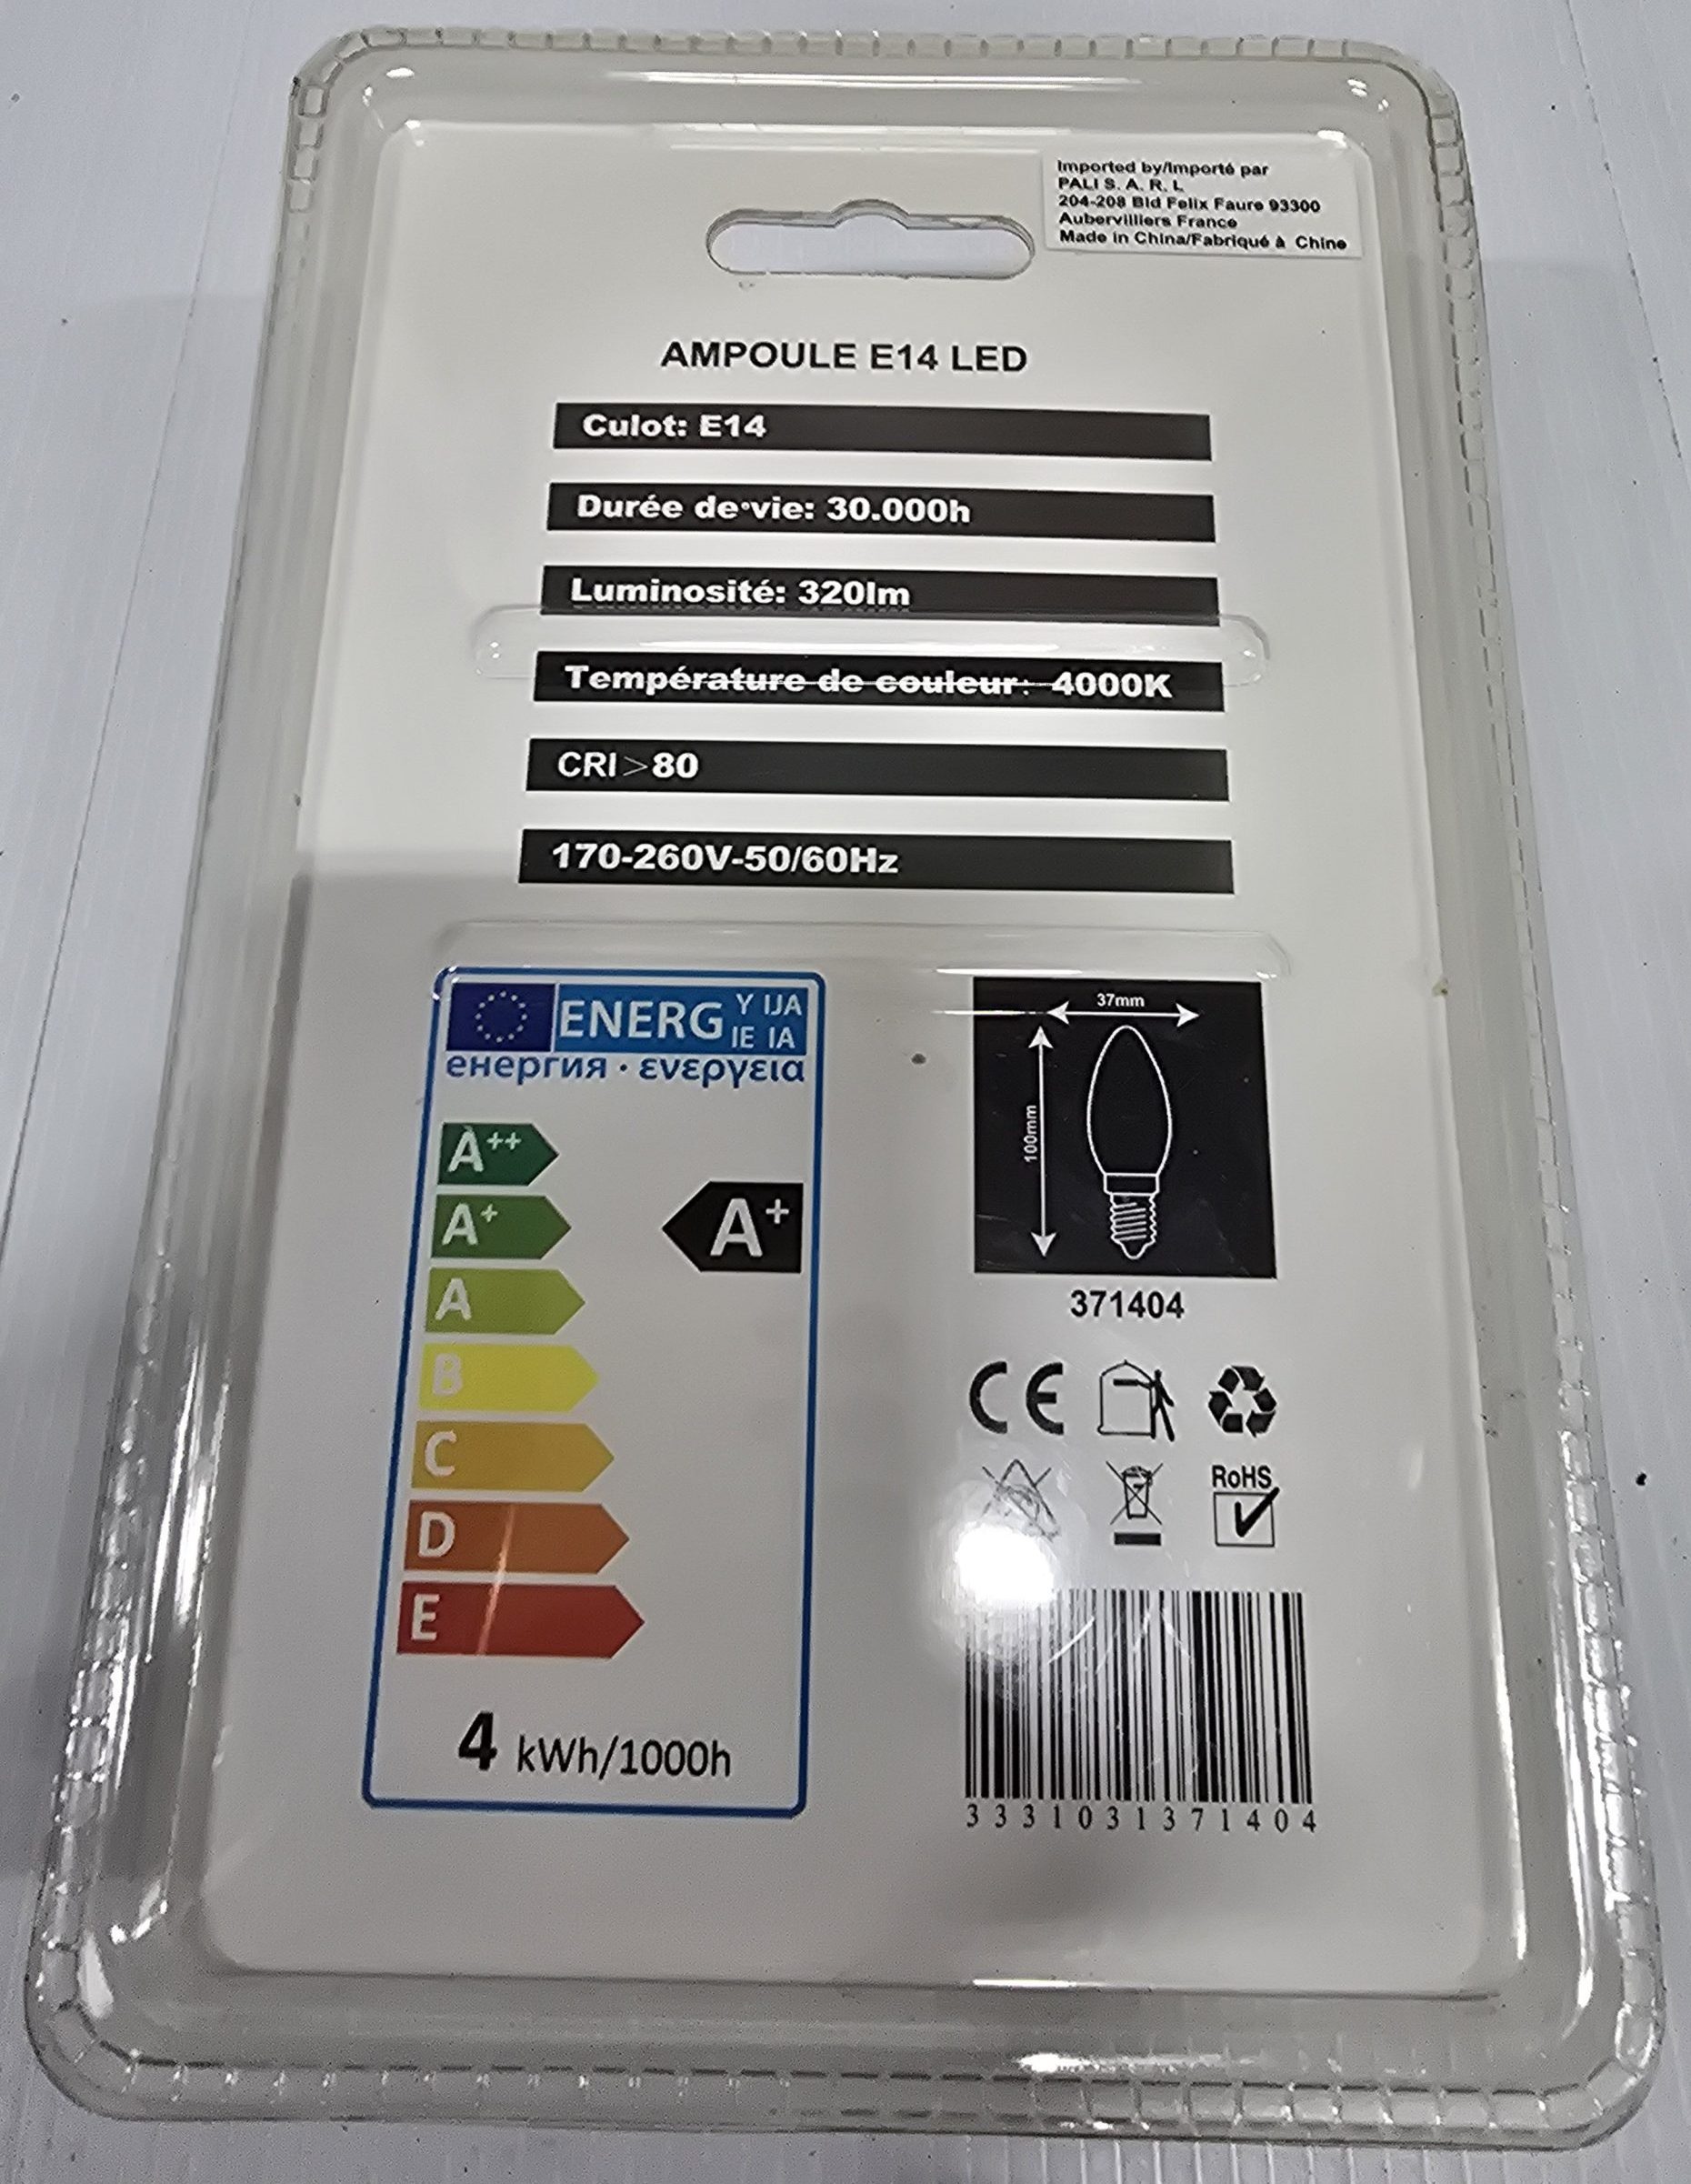 Imported by/Importé par
PALI S. A. R. L
204-208 Bld Felix Faure 93300
Aubervilliers France
Made in China/Fabriqué à Chine
AMPOULE E14 LED
Culot: E14
Durée de vie: 30.000h
Luminosité: 320lm
Température de couleur: 4000K
CRI>80
170-260V-50/60Hz
ENERG Y IJA
IE IA
енергия · ενεργεια
A++
A+
A+
A
B
C
D
E
4 kWh/1000h
37mm
100mm
371404
CE
RoHS
3331031371404